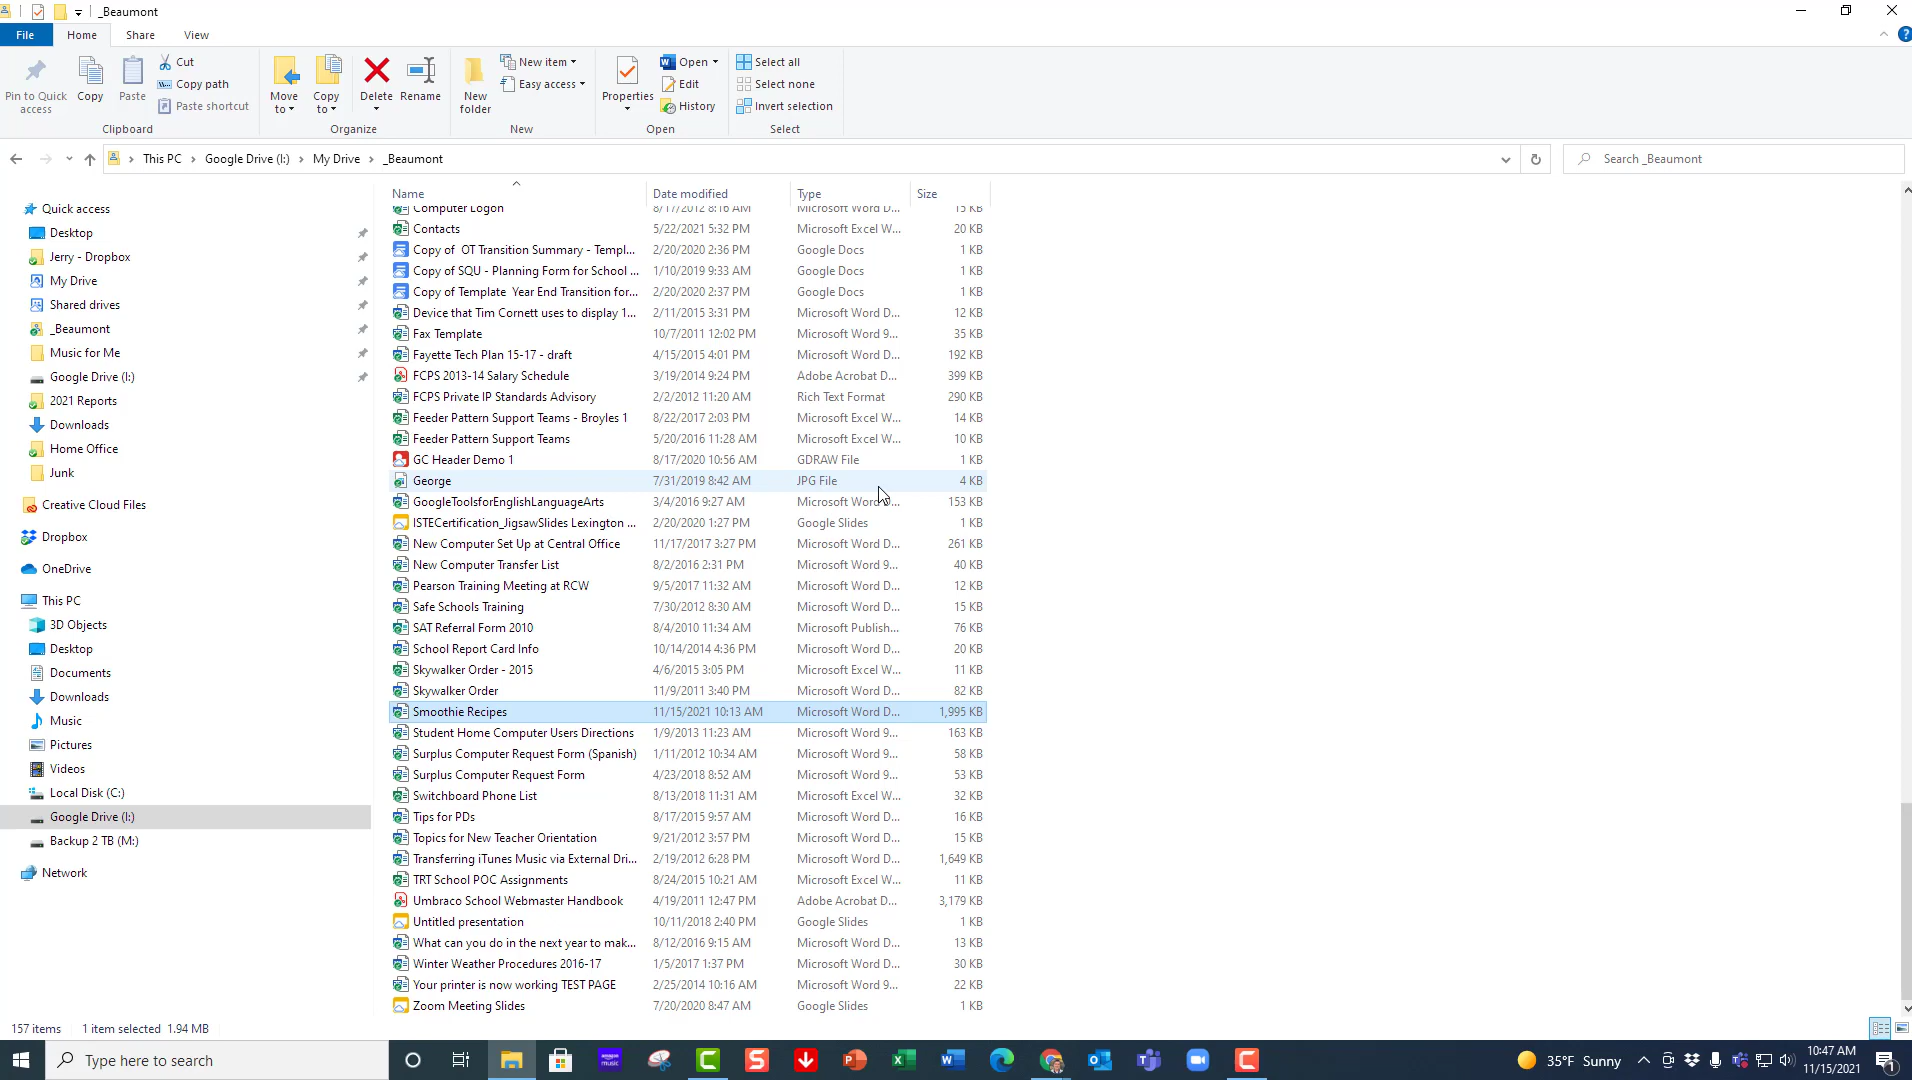 _Beaumont
File Home Share View
Pin to Quick access
Copy
Paste
Cut
Copy path
Paste shortcut
Clipboard
Move to
Copy to
Delete
Rename
Organize
New folder
New item
Easy access
New
Properties
Open
Edit
History
Open
Select all
Select none
Invert selection
Select
This PC > Google Drive (I:) > My Drive > _Beaumont
Search _Beaumont
Quick access
Desktop
Jerry - Dropbox
My Drive
Shared drives
_Beaumont
Music for Me
Google Drive (I:)
2021 Reports
Downloads
Home Office
Junk
Creative Cloud Files
Dropbox
OneDrive
This PC
3D Objects
Desktop
Documents
Downloads
Music
Pictures
Videos
Local Disk (C:)
Google Drive (I:)
Backup 2 TB (M:)
Network
Name Date modified Type Size
Computer Logon 8/17/2012 8:16 AM Microsoft Word D... 15 KB
Contacts 5/22/2021 5:32 PM Microsoft Excel W... 20 KB
Copy of OT Transition Summary - Templ... 2/20/2020 2:36 PM Google Docs 1 KB
Copy of SQU - Planning Form for School ... 1/10/2019 9:33 AM Google Docs 1 KB
Copy of Template Year End Transition for... 2/20/2020 2:37 PM Google Docs 1 KB
Device that Tim Cornett uses to display 1... 2/11/2015 3:31 PM Microsoft Word D... 12 KB
Fax Template 10/7/2011 12:02 PM Microsoft Word 9... 35 KB
Fayette Tech Plan 15-17 - draft 4/15/2015 4:01 PM Microsoft Word D... 192 KB
FCPS 2013-14 Salary Schedule 3/19/2014 9:24 PM Adobe Acrobat D... 399 KB
FCPS Private IP Standards Advisory 2/2/2012 11:20 AM Rich Text Format 290 KB
Feeder Pattern Support Teams - Broyles 1 8/22/2017 2:03 PM Microsoft Excel W... 14 KB
Feeder Pattern Support Teams 5/20/2016 11:28 AM Microsoft Excel W... 10 KB
GC Header Demo 1 8/17/2020 10:56 AM GDRAW File 1 KB
George 7/31/2019 8:42 AM JPG File 4 KB
GoogleToolsforEnglishLanguageArts 3/4/2016 9:27 AM Microsoft Word D... 153 KB
ISTECertification_JigsawSlides Lexington ... 2/20/2020 1:27 PM Google Slides 1 KB
New Computer Set Up at Central Office 11/17/2017 3:27 PM Microsoft Word D... 261 KB
New Computer Transfer List 8/2/2016 2:31 PM Microsoft Word 9... 40 KB
Pearson Training Meeting at RCW 9/5/2017 11:32 AM Microsoft Word D... 12 KB
Safe Schools Training 7/30/2012 8:30 AM Microsoft Word D... 15 KB
SAT Referral Form 2010 8/4/2010 11:34 AM Microsoft Publish... 76 KB
School Report Card Info 10/14/2014 4:36 PM Microsoft Word D... 20 KB
Skywalker Order - 2015 4/6/2015 3:05 PM Microsoft Excel W... 11 KB
Skywalker Order 11/9/2011 3:40 PM Microsoft Word D... 82 KB
Smoothie Recipes 11/15/2021 10:13 AM Microsoft Word D... 1,995 KB
Student Home Computer Users Directions 1/9/2013 11:23 AM Microsoft Word 9... 163 KB
Surplus Computer Request Form (Spanish) 1/11/2012 10:34 AM Microsoft Word 9... 58 KB
Surplus Computer Request Form 4/23/2018 8:52 AM Microsoft Word 9... 53 KB
Switchboard Phone List 8/13/2018 11:31 AM Microsoft Excel W... 32 KB
Tips for PDs 8/17/2015 9:57 AM Microsoft Word D... 16 KB
Topics for New Teacher Orientation 9/21/2012 3:57 PM Microsoft Word D... 15 KB
Transferring iTunes Music via External Dri... 2/19/2012 6:28 PM Microsoft Word D... 1,649 KB
TRT School POC Assignments 8/24/2015 10:21 AM Microsoft Excel W... 11 KB
Umbraco School Webmaster Handbook 4/19/2011 12:47 PM Adobe Acrobat D... 3,179 KB
Untitled presentation 10/11/2018 2:40 PM Google Slides 1 KB
What can you do in the next year to mak... 8/12/2016 9:15 AM Microsoft Word D... 13 KB
Winter Weather Procedures 2016-17 1/5/2017 1:37 PM Microsoft Word D... 30 KB
Your printer is now working TEST PAGE 2/25/2014 10:16 AM Microsoft Word 9... 22 KB
Zoom Meeting Slides 7/20/2020 8:47 AM Google Slides 1 KB
157 items 1 item selected 1.94 MB
Type here to search
35°F Sunny
10:47 AM
11/15/2021